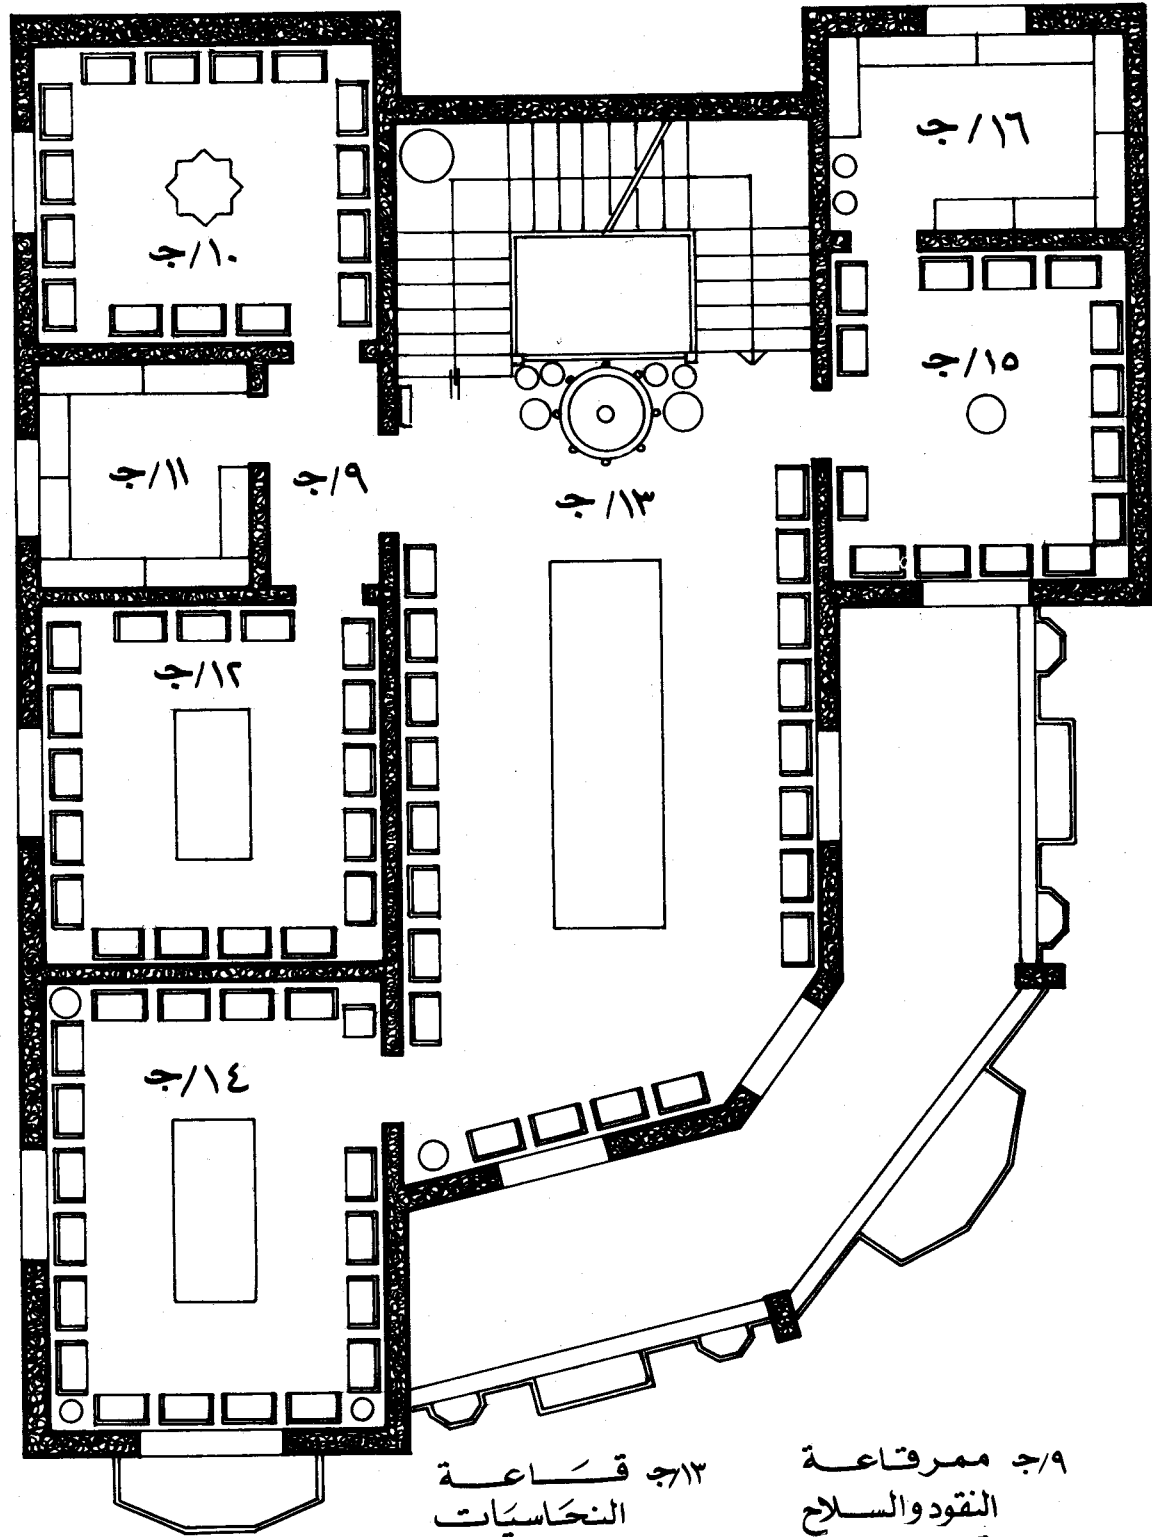 ١٦/ج
١٠/ج
١٥/ج
١١/ج
٩/ج
١٣/ج
١٢/ج
١٤/ج
٩/ج ممر قاعة
النقود والسلاح
١٣/ج قاعة
النحاسيات